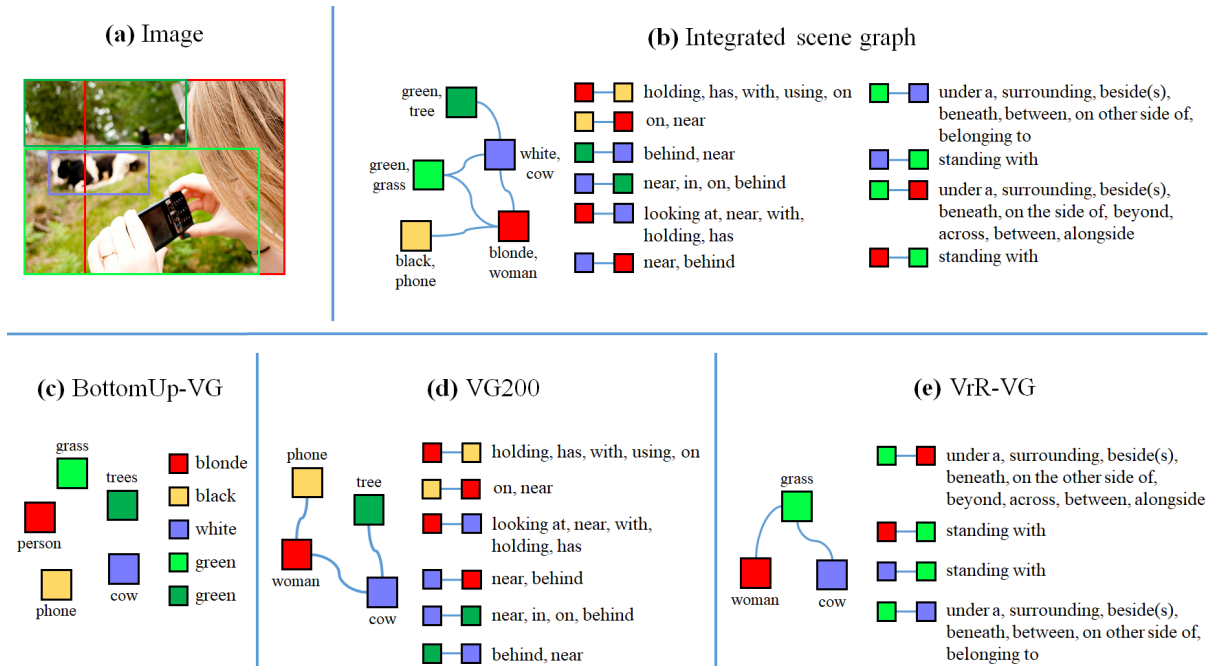 (a) Image
(b) Integrated scene graph
green,
tree
white,
cow
green,
grass
black,
phone
blonde,
woman
holding, has, with, using, on
on, near
behind, near
near, in, on, behind
looking at, near, with,
holding, has
near, behind
under a, surrounding, beside(s),
beneath, between, on other side of,
belonging to
standing with
under a, surrounding, beside(s),
beneath, on the side of, beyond,
across, between, alongside
standing with
(c) BottomUp-VG
grass
trees
person
cow
phone
blonde
black
white
green
green
(d) VG200
phone
tree
woman
cow
holding, has, with, using, on
on, near
looking at, near, with,
holding, has
near, behind
near, in, on, behind
behind, near
(e) VrR-VG
grass
woman
cow
under a, surrounding, beside(s),
beneath, on the other side of,
beyond, across, between, alongside
standing with
standing with
under a, surrounding, beside(s),
beneath, between, on other side of,
belonging to